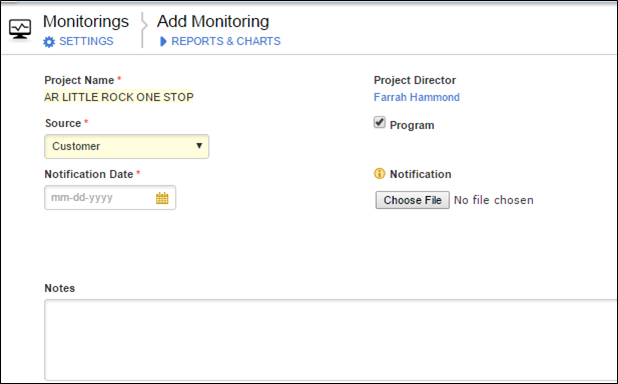 Monitorings
Add Monitoring
SETTINGS
REPORTS & CHARTS
Project Name *
Project Director
AR LITTLE ROCK ONE STOP
Farrah Hammond
Source *
Program
Customer
Notification Date *
Notification
mm-dd-yyyy
Choose File No file chosen
Notes